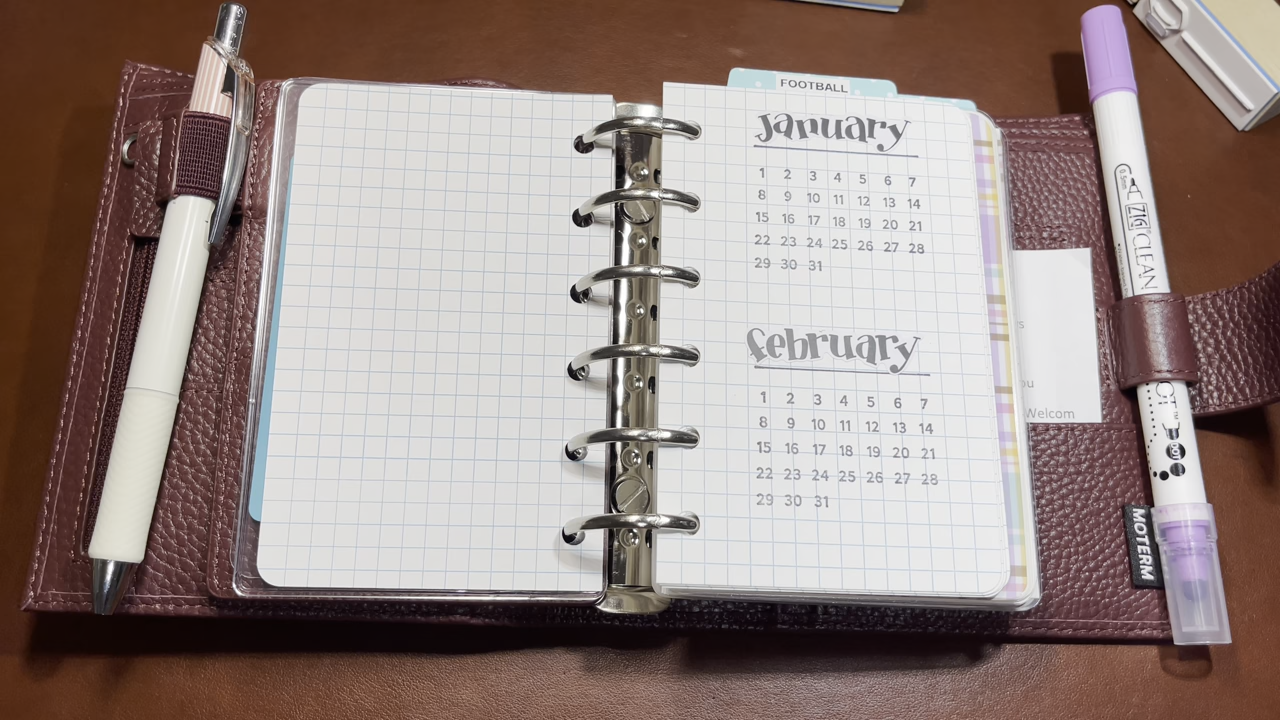 FOOTBALL
January
1 2 3 4 5 6 7
8 9 10 11 12 13 14
15 16 17 18 19 20 21
22 23 24 25 26 27 28
29 30 31
february
1 2 3 4 5 6 7
8 9 10 11 12 13 14
15 16 17 18 19 20 21
22 23 24 25 26 27 28
29 30 31
Welcom
0.5mm
ZIG CLEAN
DOT
MOTERM